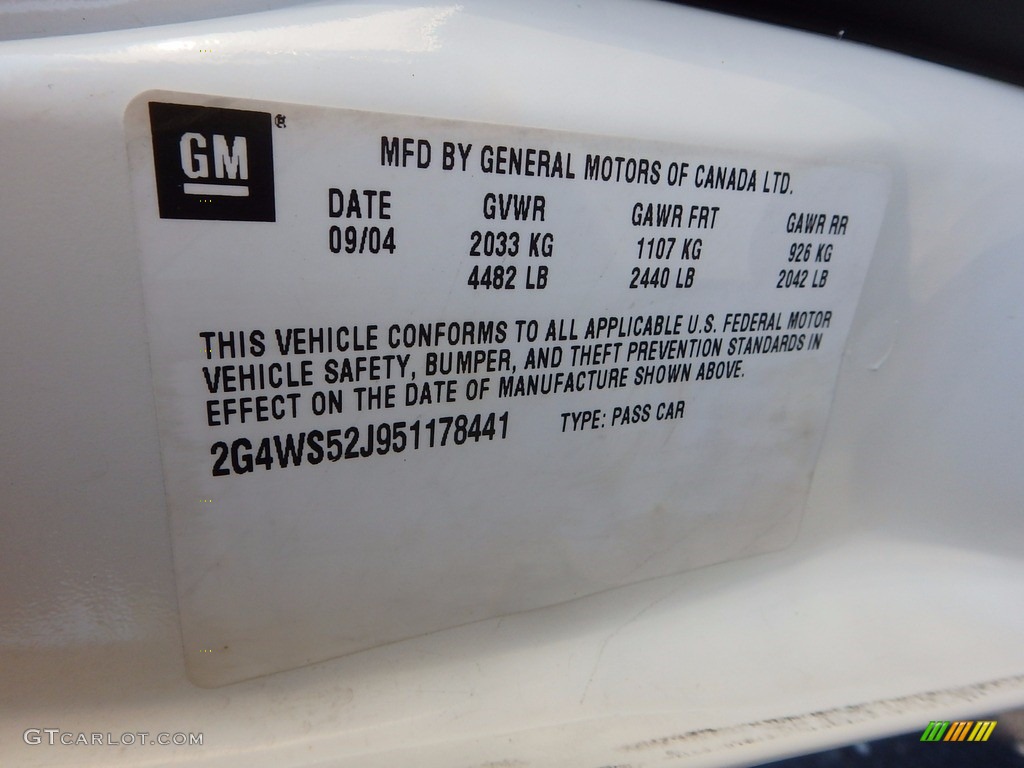 GM®
MFD BY GENERAL MOTORS OF CANADA LTD.
DATE GVWR GAWR FRT GAWR RR
09/04 2033 KG 1107 KG 926 KG
4482 LB 2440 LB 2042 LB
THIS VEHICLE CONFORMS TO ALL APPLICABLE U.S. FEDERAL MOTOR
VEHICLE SAFETY, BUMPER, AND THEFT PREVENTION STANDARDS IN
EFFECT ON THE DATE OF MANUFACTURE SHOWN ABOVE.
2G4WS52J951178441 TYPE: PASS CAR
GTCARLOT.COM